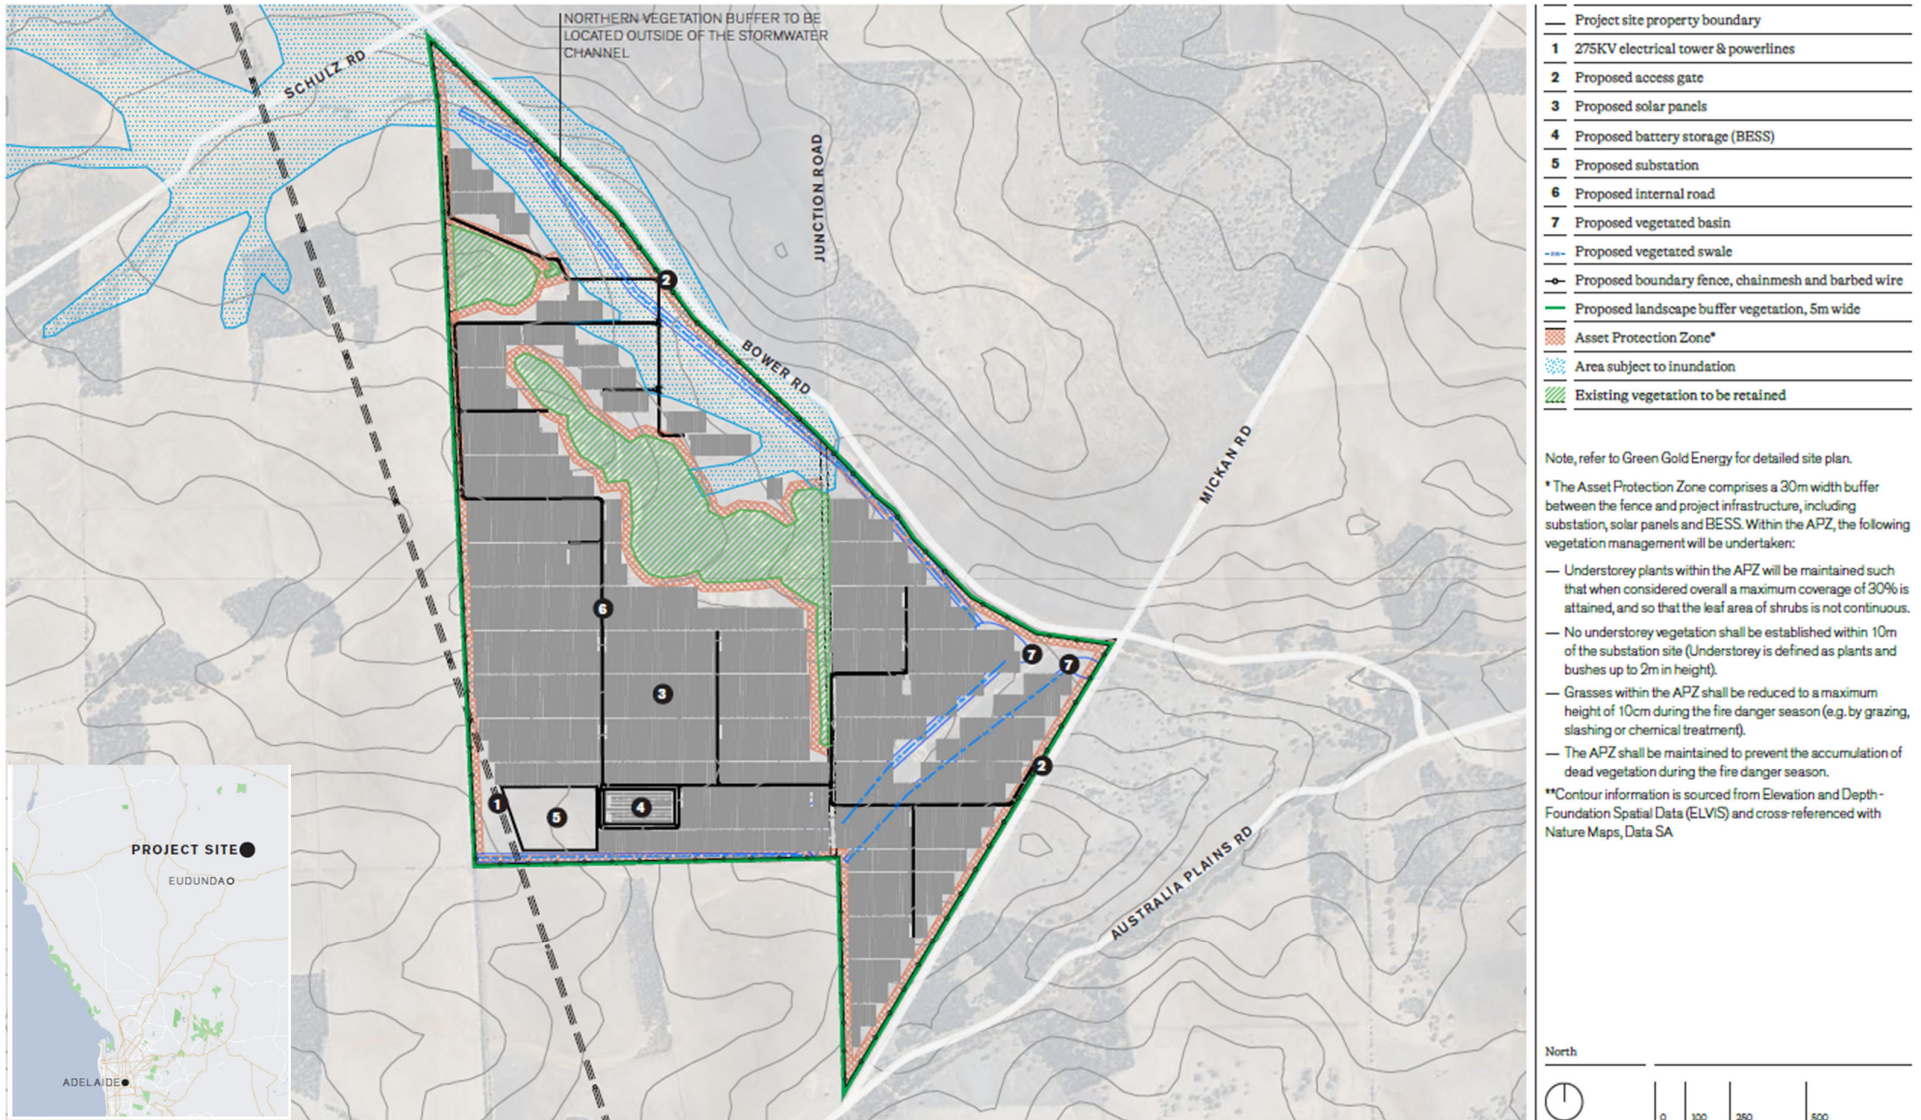 NORTHERN VEGETATION BUFFER TO BE
LOCATED OUTSIDE OF THE STORMWATER
CHANNEL
SCHULZ RD
JUNCTION ROAD
BOWER RD
MICKAN RD
AUSTRALIA PLAINS RD
2
6
3
7
7
2
1
5
4
PROJECT SITE
EUDUNDA
ADELAIDE
Project site property boundary
1 275KV electrical tower & powerlines
2 Proposed access gate
3 Proposed solar panels
4 Proposed battery storage (BESS)
5 Proposed substation
6 Proposed internal road
7 Proposed vegetated basin
Proposed vegetated swale
Proposed boundary fence, chainmesh and barbed wire
Proposed landscape buffer vegetation, 5m wide
Asset Protection Zone*
Area subject to inundation
Existing vegetation to be retained
Note, refer to Green Gold Energy for detailed site plan.
* The Asset Protection Zone comprises a 30m width buffer
between the fence and project infrastructure, including
substation, solar panels and BESS. Within the APZ, the following
vegetation management will be undertaken:
— Understorey plants within the APZ will be maintained such
that when considered overall a maximum coverage of 30% is
attained, and so that the leaf area of shrubs is not continuous.
— No understorey vegetation shall be established within 10m
of the substation site (Understorey is defined as plants and
bushes up to 2m in height).
— Grasses within the APZ shall be reduced to a maximum
height of 10cm during the fire danger season (e.g. by grazing,
slashing or chemical treatment).
— The APZ shall be maintained to prevent the accumulation of
dead vegetation during the fire danger season.
**Contour information is sourced from Elevation and Depth -
Foundation Spatial Data (ELVIS) and cross-referenced with
Nature Maps, Data SA
North
0 100 250 500